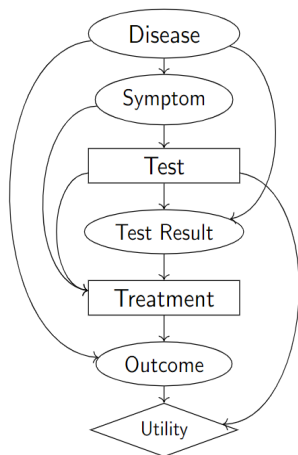 Disease
Symptom
Test
Test Result
Treatment
Outcome
Utility